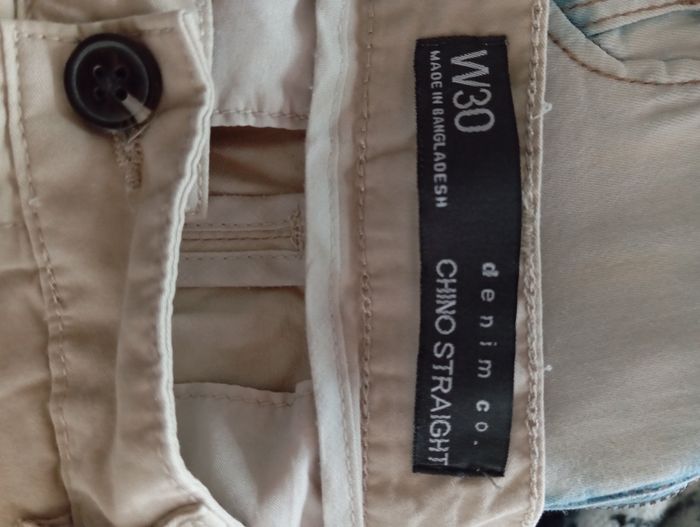 W30
MADE IN BANGLADESH
denim co.
CHINO STRAIGHT